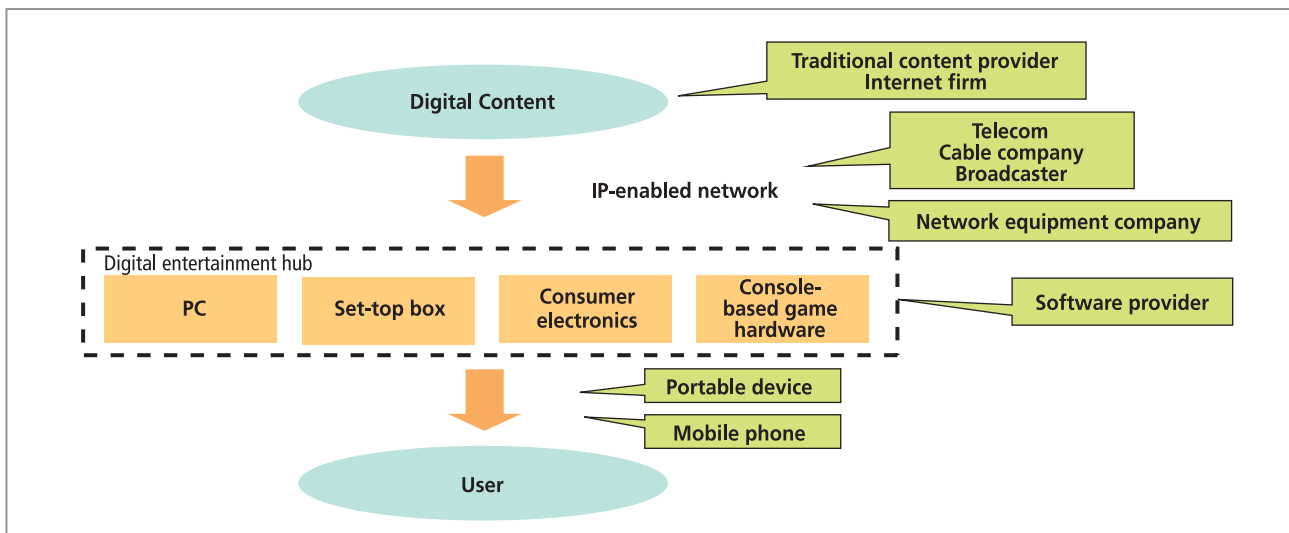 Traditional content provider
Internet firm
Digital Content
Telecom
Cable company
Broadcaster
IP-enabled network
Network equipment company
Digital entertainment hub
PC
Set-top box
Consumer
electronics
Console-
based game
hardware
Software provider
Portable device
Mobile phone
User